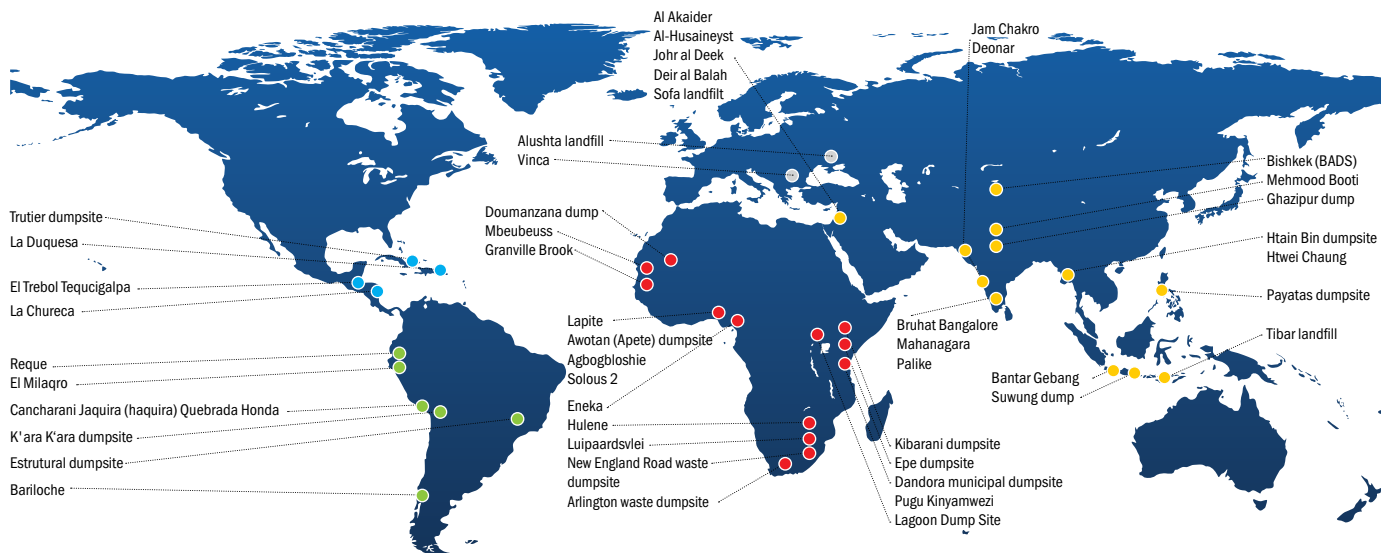 Al Akaider
Al-Husaineyst
Johr al Deek
Deir al Balah
Sofa landfilt
Jam Chakro
Deonar
Alushta landfill
Vinca
Bishkek (BADS)
Mehmood Booti
Ghazipur dump
Trutier dumpsite
La Duquesa
El Trebol Tequcigalpa
La Chureca
Doumanzana dump
Mbeubeuss
Granville Brook
Htain Bin dumpsite
Htwei Chaung
Payatas dumpsite
Lapite
Awotan (Apete) dumpsite
Agbogbloshie
Solous 2
Bruhat Bangalore
Mahanagara
Palike
Tibar landfill
Reque
El Milaqro
Bantar Gebang
Suwung dump
Cancharani Jaquira (haquira) Quebrada Honda
K'ara K‘ara dumpsite
Estrutural dumpsite
Bariloche
Eneka
Hulene
Luipaardsvlei
New England Road waste
dumpsite
Arlington waste dumpsite
Kibarani dumpsite
Epe dumpsite
Dandora municipal dumpsite
Pugu Kinyamwezi
Lagoon Dump Site